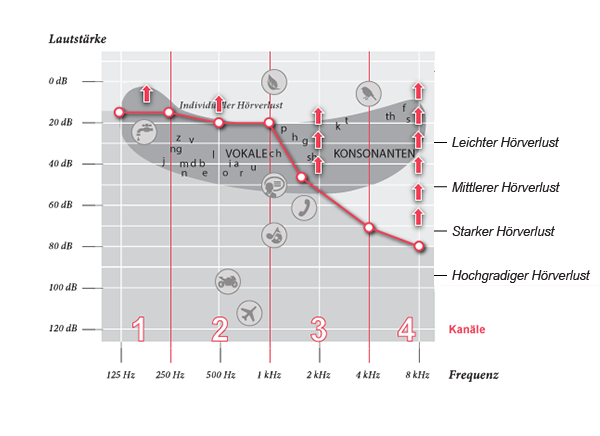 Lautstärke
0 dB
Individueller Hörverlust
20 dB
f
th s
k t
p
h g
z v
ng
l
VOKALE ch
sh
KONSONANTEN
j mdb i a u
n e o r
40 dB
60 dB
80 dB
100 dB
120 dB
Leichter Hörverlust
Mittlerer Hörverlust
Starker Hörverlust
Hochgradiger Hörverlust
1 2 3 4 Kanäle
125 Hz 250 Hz 500 Hz 1 kHz 2 kHz 4 kHz 8 kHz Frequenz